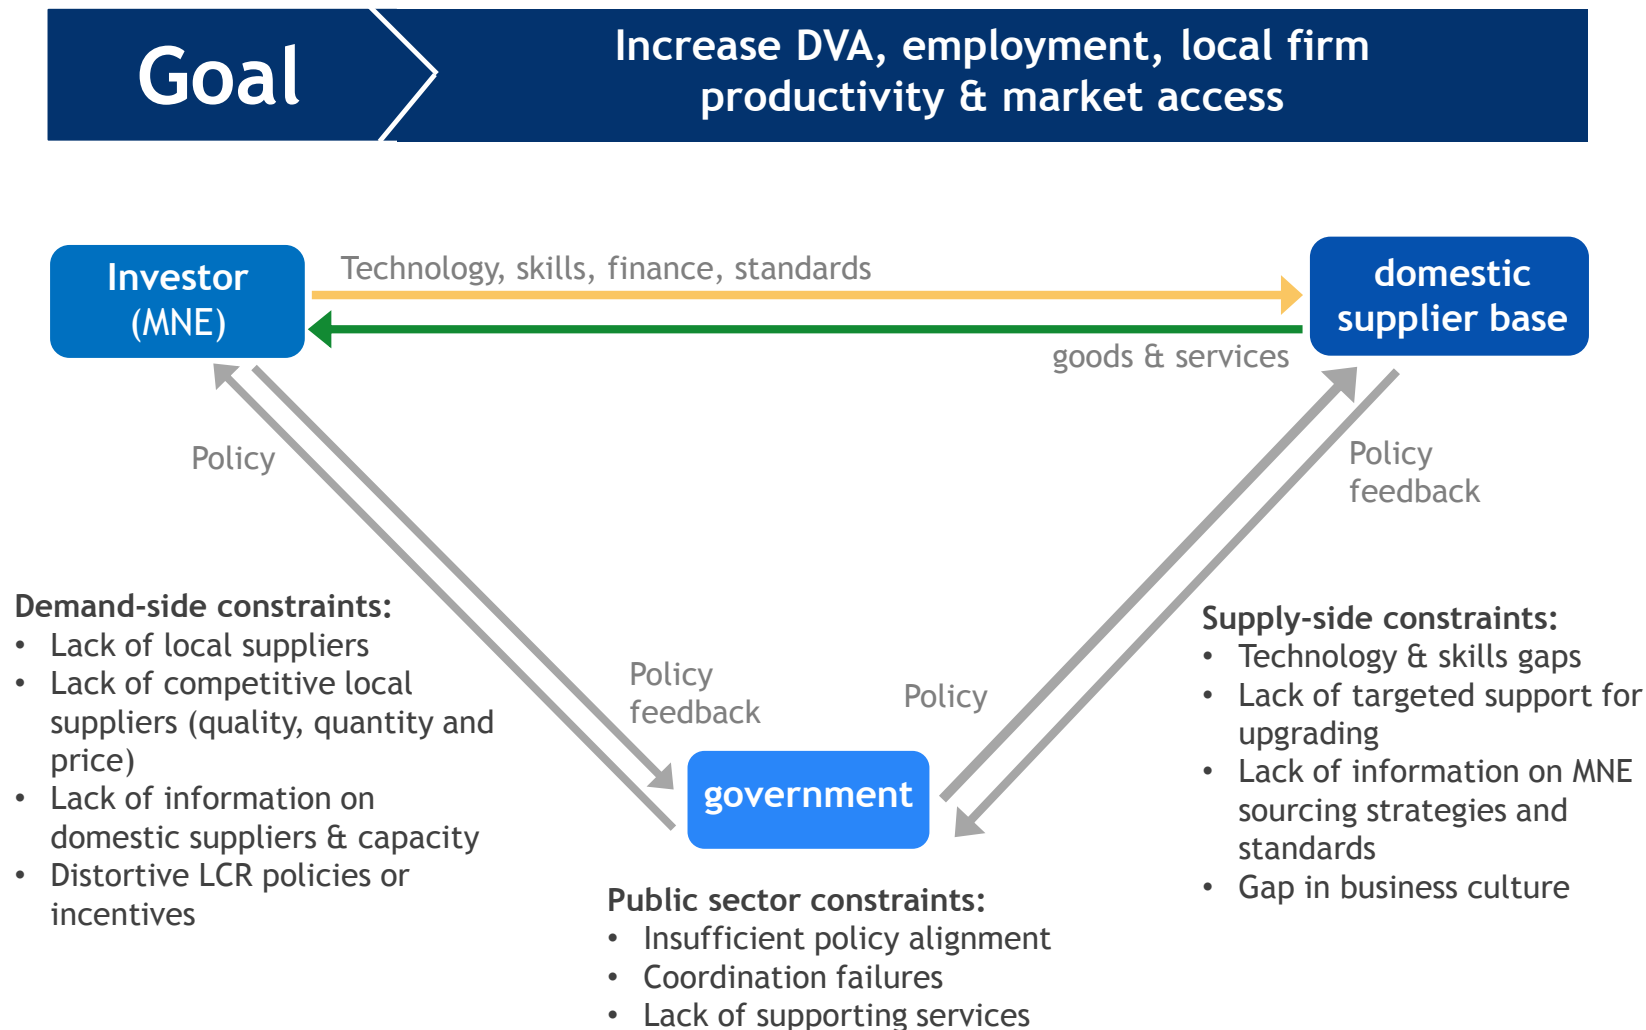 Goal
Increase DVA, employment, local firm
productivity & market access
Investor
(MNE)
Technology, skills, finance, standards
domestic
supplier base
goods & services
Policy
Policy
feedback
Demand-side constraints:
• Lack of local suppliers
• Lack of competitive local
suppliers (quality, quantity and
price)
• Lack of information on
domestic suppliers & capacity
• Distortive LCR policies or
incentives
Policy
feedback
Policy
government
Public sector constraints:
• Insufficient policy alignment
• Coordination failures
• Lack of supporting services
Supply-side constraints:
• Technology & skills gaps
• Lack of targeted support for
upgrading
• Lack of information on MNE
sourcing strategies and
standards
• Gap in business culture